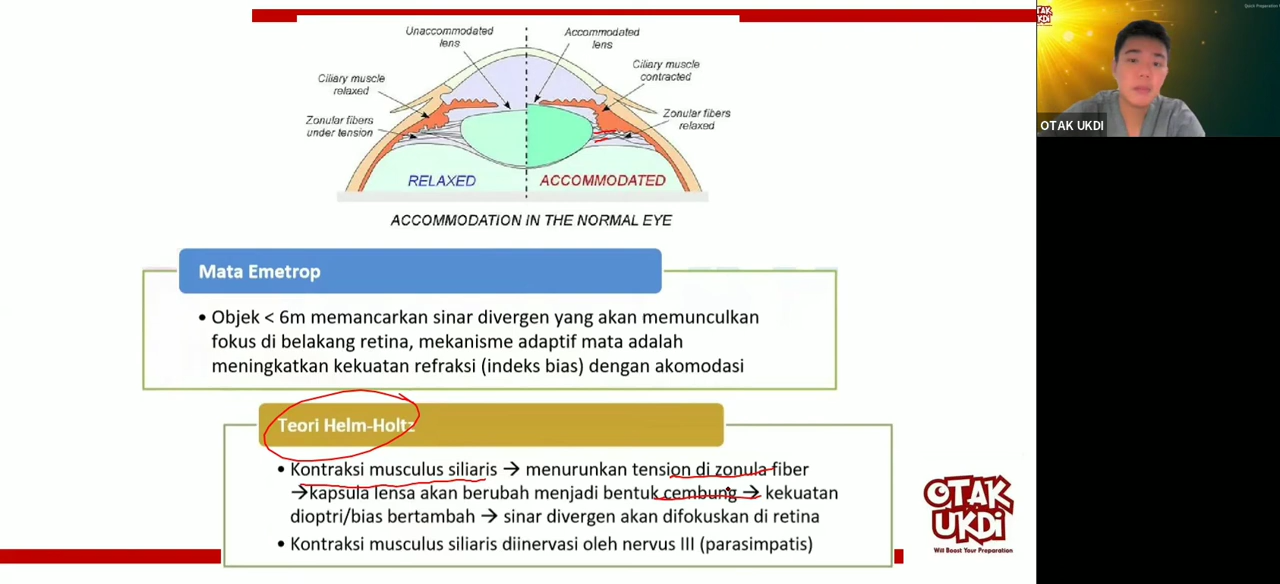 Unaccommodated
lens
Accommodated
lens
Ciliary muscle
relaxed
Ciliary muscle
contracted
Zonular fibers
under tension
Zonular fibers
relaxed
RELAXED
ACCOMMODATED
ACCOMMODATION IN THE NORMAL EYE
Mata Emetrop
• Objek < 6m memancarkan sinar divergen yang akan memunculkan
fokus di belakang retina, mekanisme adaptif mata adalah
meningkatkan kekuatan refraksi (indeks bias) dengan akomodasi
Teori Helm-Holtz
• Kontraksi musculus siliaris → menurunkan tension di zonula fiber
→kapsula lensa akan berubah menjadi bentuk cembung → kekuatan
dioptri/bias bertambah → sinar divergen akan difokuskan di retina
• Kontraksi musculus siliaris diinervasi oleh nervus III (parasimpatis)
OTAK
UKDI
Will Boost Your Preparation
OTAK
UKDI
Quick Preparation
OTAK UKDI